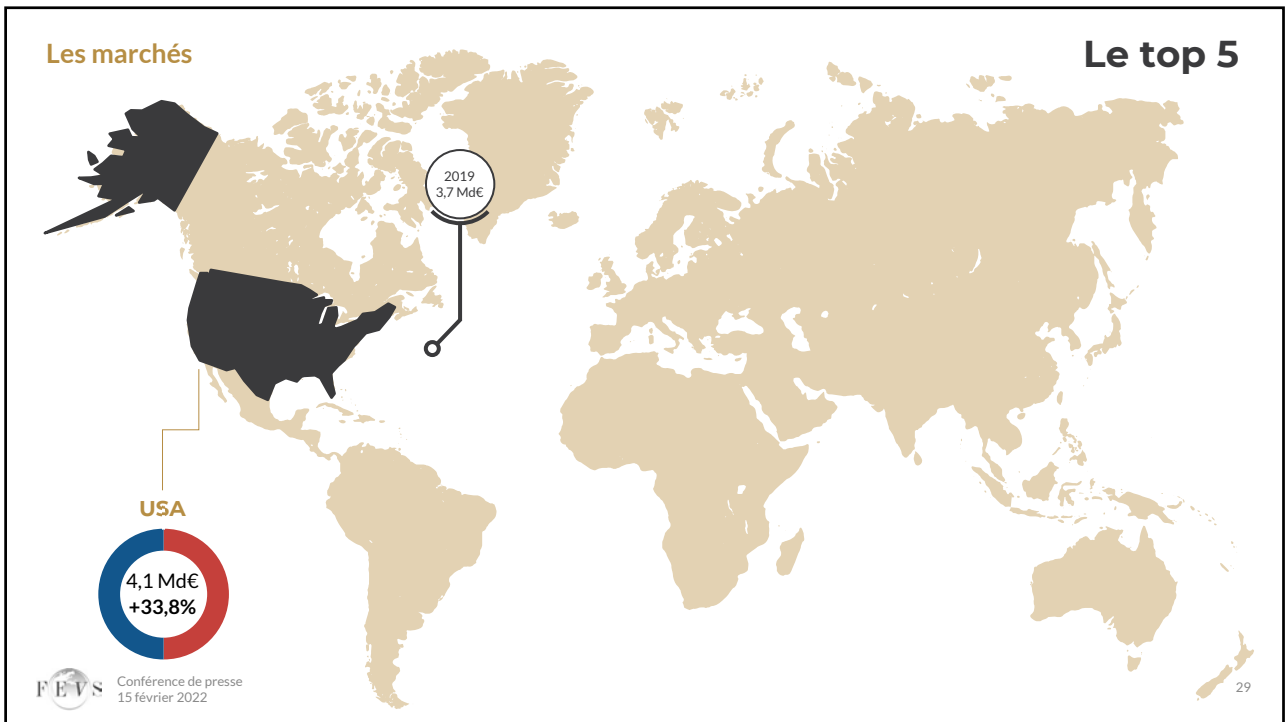 Les marchés
Le top 5
2019
3,7 Md€
USA
4,1 Md€
+33,8%
FEVS
Conférence de presse
15 février 2022
29